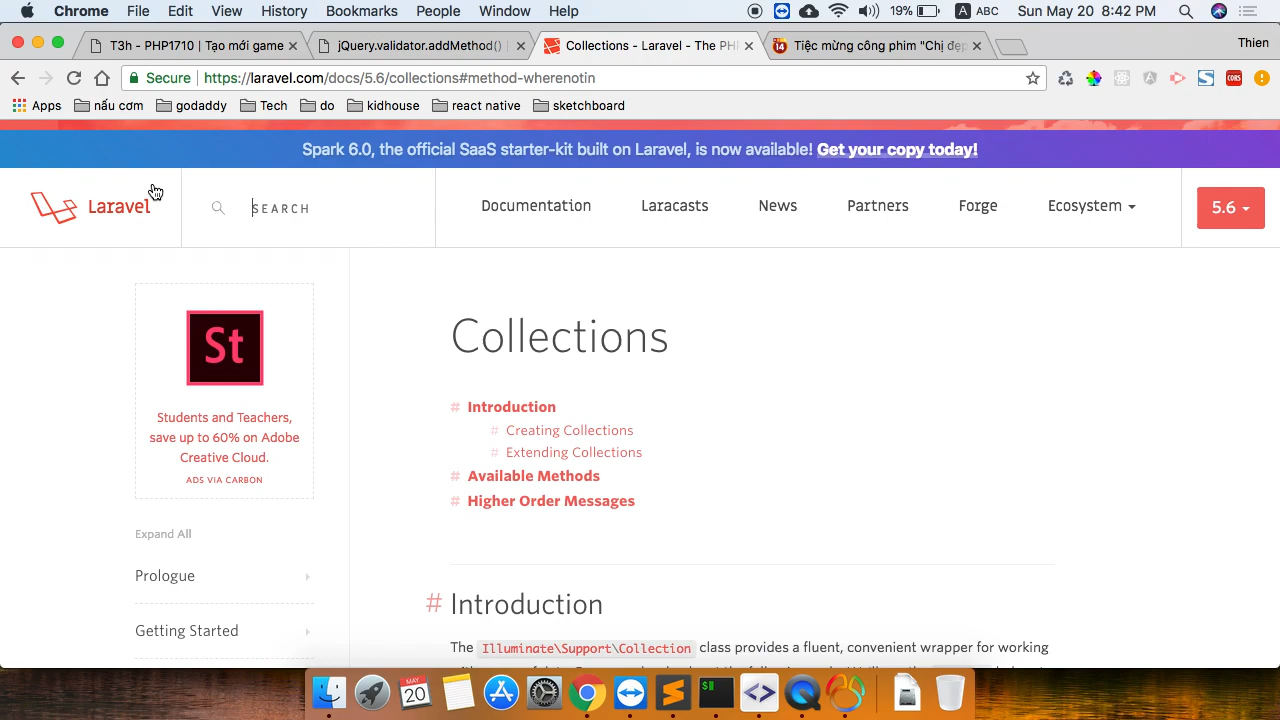 Chrome File Edit View History Bookmarks People Window Help 19% A ABC Sun May 20 8:42 PM
T3h - PHP1710 | Tạo mới game
jQuery.validator.addMethod() |
Collections - Laravel - The PH
14 Tiệc mừng công phim "Chị đẹp
Thien
Secure https://laravel.com/docs/5.6/collections#method-wherenotin
CORS
Apps nấu cơm godaddy Tech do kidhouse react native sketchboard
Spark 6.0, the official SaaS starter-kit built on Laravel, is now available! Get your copy today!
Laravel
SEARCH
Documentation Laracasts News Partners Forge Ecosystem
5.6
St
Students and Teachers,
save up to 60% on Adobe
Creative Cloud.
ADS VIA CARBON
Expand All
Prologue
Getting Started
Collections
# Introduction
# Creating Collections
# Extending Collections
# Available Methods
# Higher Order Messages
# Introduction
The Illuminate\Support\Collection class provides a fluent, convenient wrapper for working
MAY
20
$